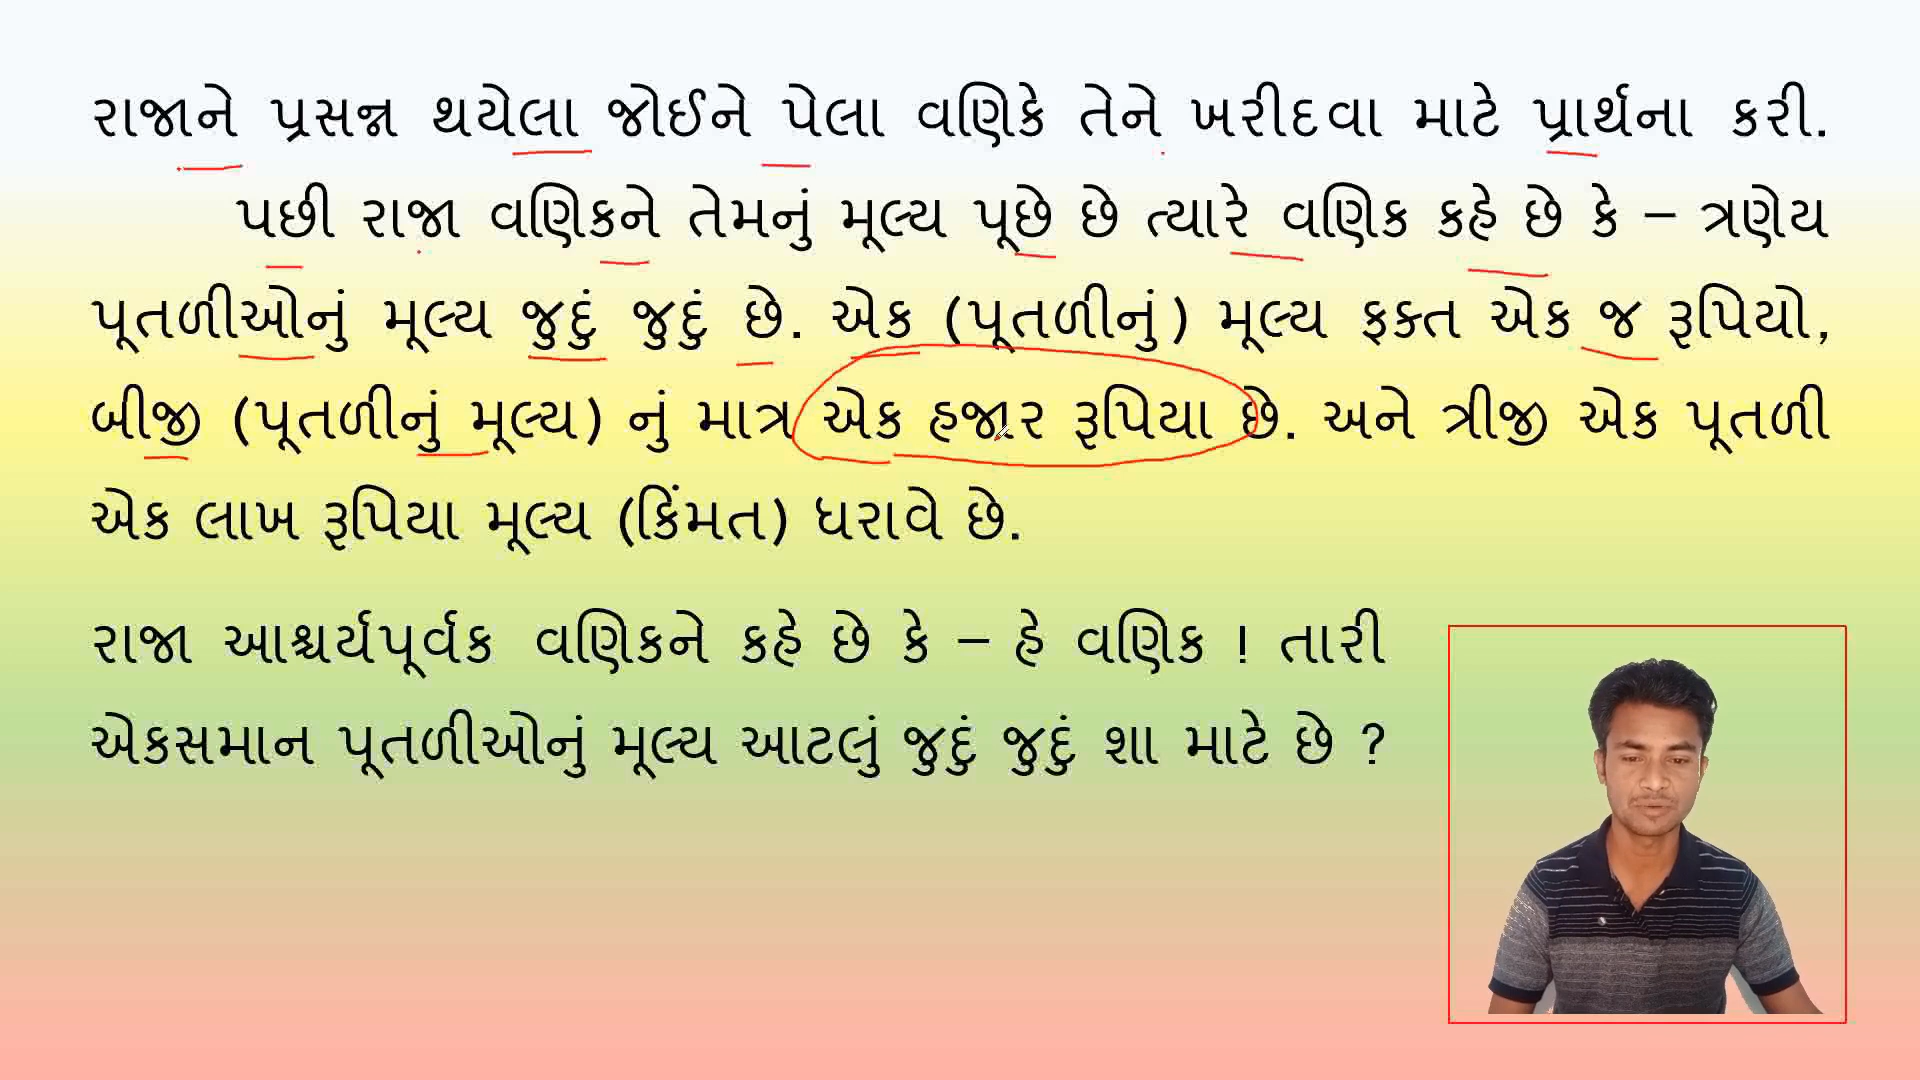 રાજાને પ્રસન્ન થયેલા જોઈને પેલા વણિકે તેને ખરીદવા માટે પ્રાર્થના કરી.
પછી રાજા વણિકને તેમનું મૂલ્ય પૂછે છે ત્યારે વણિક કહે છે કે – ત્રણેય
પૂતળીઓનું મૂલ્ય જુદું જુદું છે. એક (પૂતળીનું) મૂલ્ય ફક્ત એક જ રૂપિયો,
બીજી (પૂતળીનું મૂલ્ય) નું માત્ર એક હજાર રૂપિયા છે. અને ત્રીજી એક પૂતળી
એક લાખ રૂપિયા મૂલ્ય (કિંમત) ધરાવે છે.
રાજા આશ્ચર્યપૂર્વક વણિકને કહે છે કે – હે વણિક ! તારી
એકસમાન પૂતળીઓનું મૂલ્ય આટલું જુદું જુદું શા માટે છે ?